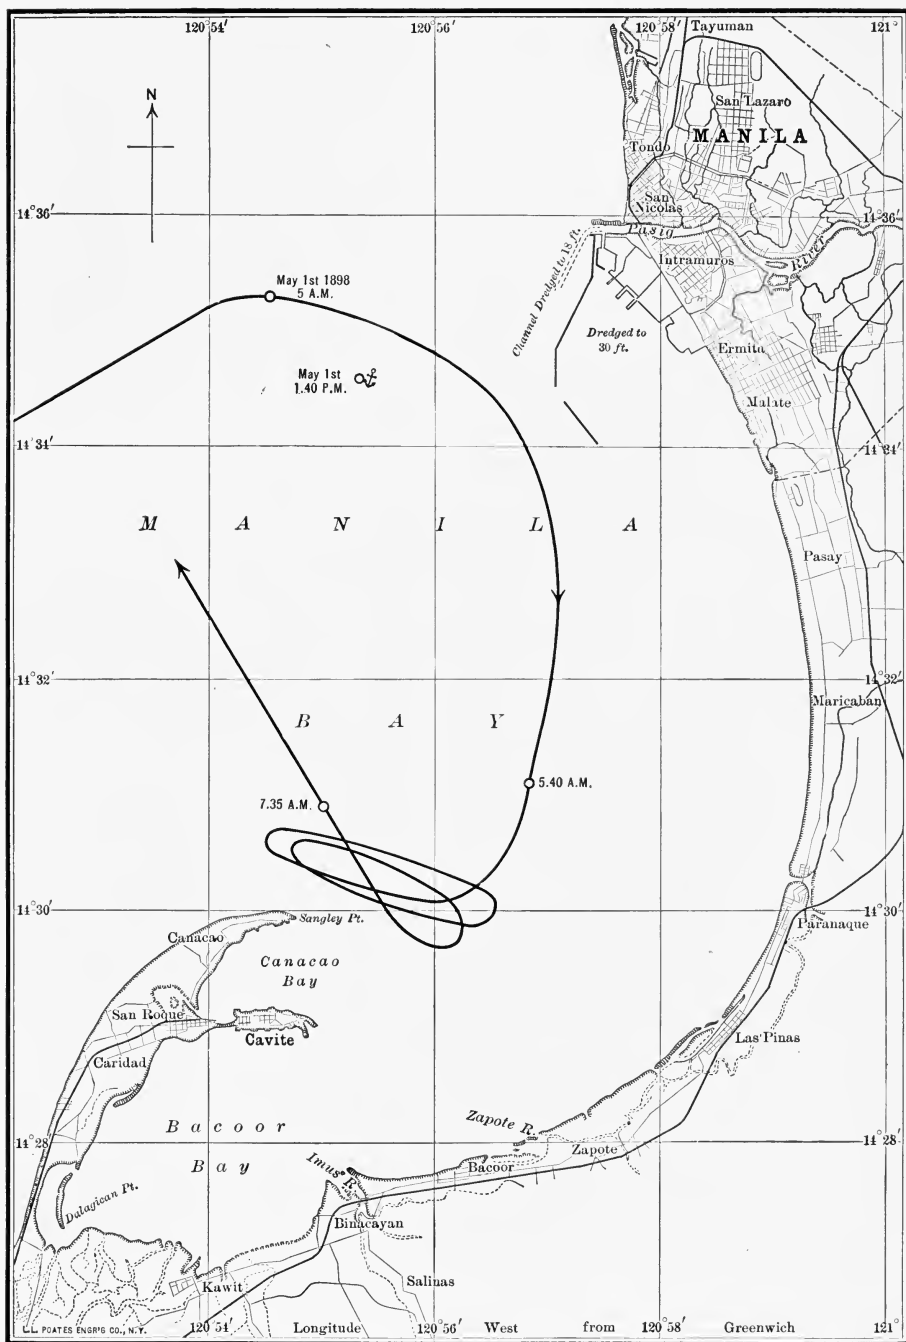 120°54′
120°56′
120°58′
121°
Tayuman
N
San Lazaro
MANILA
Tondo
San
Nicolas
14°36′
14°36′
Pasig
River
Intramuros
Channel Dredged to 18 ft.
May 1st 1898
5 A.M.
Dredged to
30 ft.
Ermita
May 1st
1.40 P.M.
Malate
14°34′
14°34′
M A N I L A
Pasay
14°32′
14°32′
Maricaban
B A Y
5.40 A.M.
7.35 A.M.
14°30′
14°30′
Sangley Pt.
Paranaque
Canacao
Canacao
Bay
San Roque
Cavite
Las Pinas
Caridad
Zapote R.
Bacoor
14°28′
14°28′
Zapote
Bay
Imus R.
Bacoor
Dalagican Pt.
Binacayan
Kawit
Salinas
L.L. POATES ENGR'G CO., N.Y.
120°54′
Longitude
120°56′
West
from
120°58′
Greenwich
121°